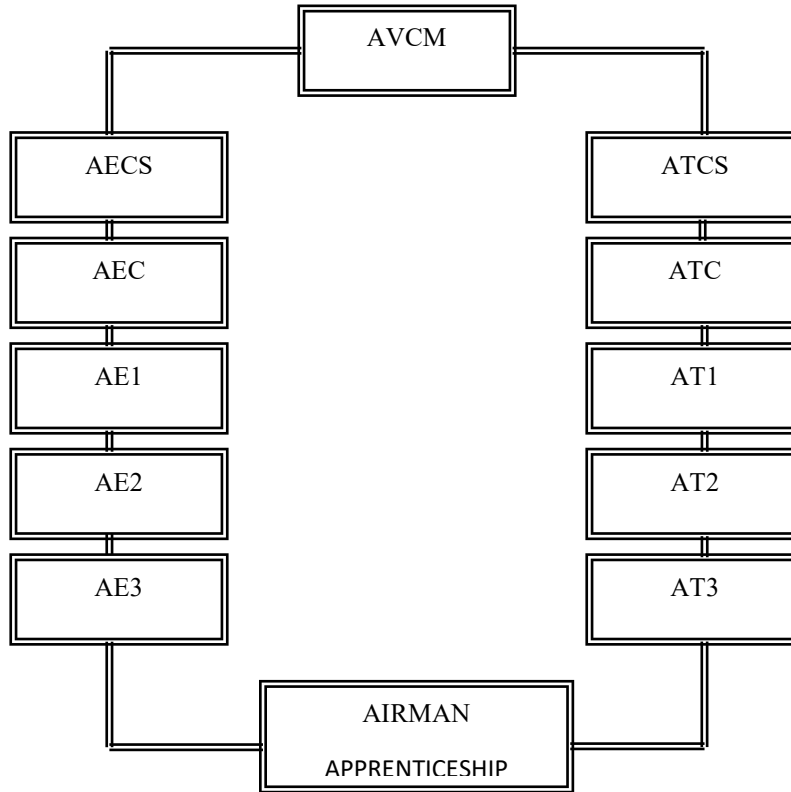 AVCM
AECS
ATCS
AEC
ATC
AE1
AT1
AE2
AT2
AE3
AT3
AIRMAN
APPRENTICESHIP